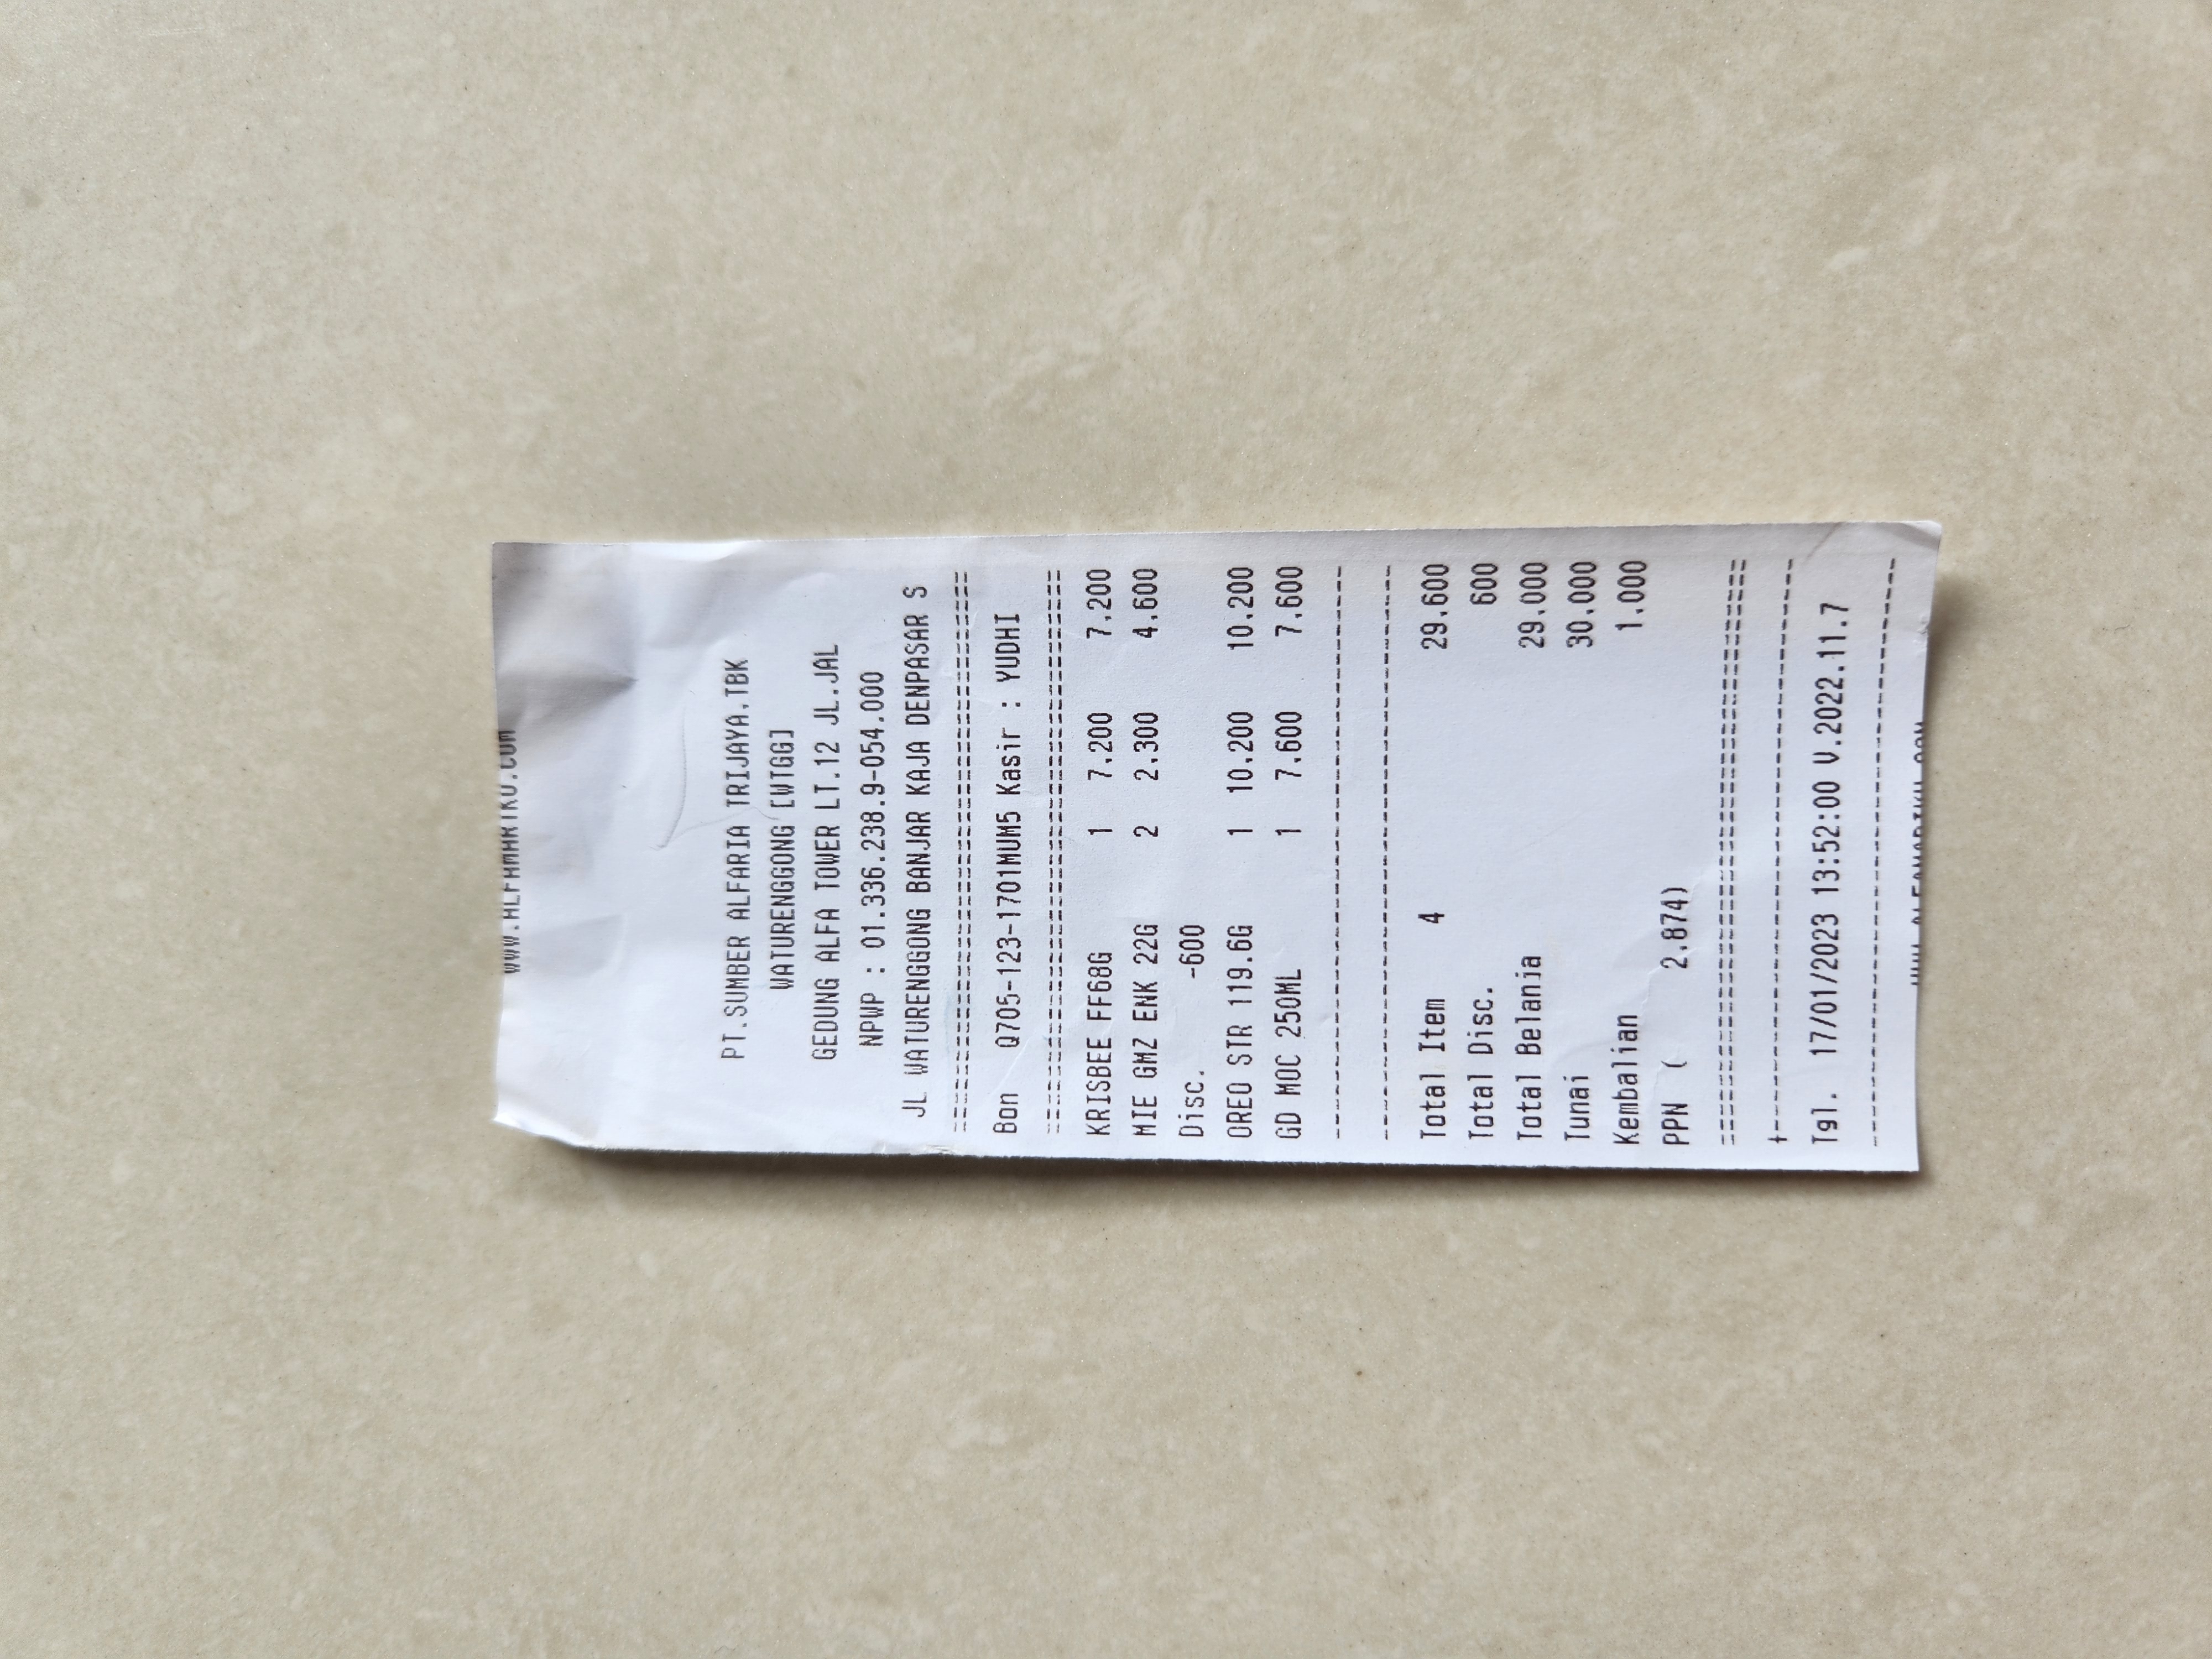 WWW.ALFAMARTKU.COM
PT.SUMBER ALFARIA TRIJAYA.TBK
WATURENGGONG [WTGG]
GEDUNG ALFA TOWER LT.12 JL.JAL
NPWP : 01.336.238.9-054.000
JL WATURENGGONG BANJAR KAJA DENPASAR S
Bon Q705-123-1701MUM5 Kasir : YUDHI
KRISBEE FF68G 1 7.200 7.200
MIE GMZ ENK 22G 2 2.300 4.600
Disc. -600
OREO STR 119.6G 1 10.200 10.200
GD MOC 250ML 1 7.600 7.600
Total Item 4 29.600
Total Disc. 600
Total Belanja 29.000
Tunai 30.000
Kembalian 1.000
PPN ( 2.874)
Tgl. 17/01/2023 13:52:00 V.2022.11.7
WWW.ALFAMARTKU.COM